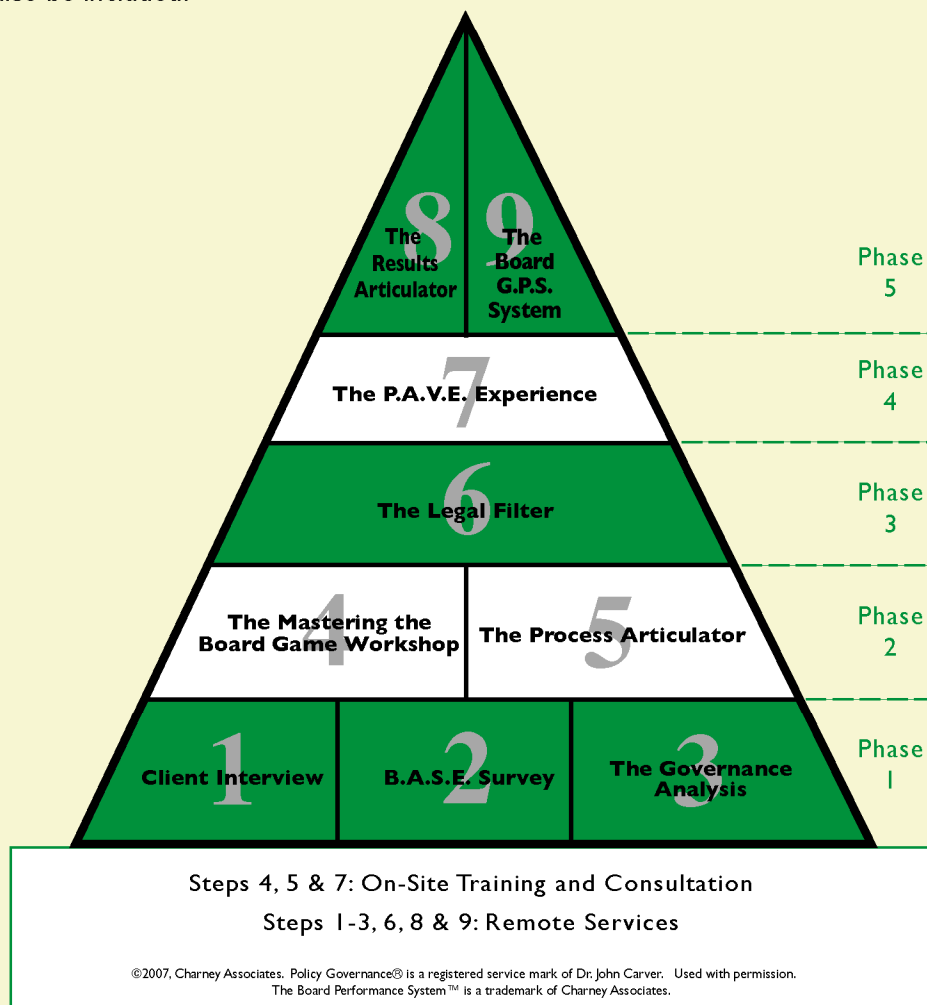 8
9
The
Results
Articulator
The
Board
G.P.S.
System
Phase
5
7
The P.A.V.E. Experience
Phase
4
6
The Legal Filter
Phase
3
4
The Mastering the
Board Game Workshop
5
The Process Articulator
Phase
2
1
Client Interview
2
B.A.S.E. Survey
3
The Governance
Analysis
Phase
1
Steps 4, 5 & 7: On-Site Training and Consultation
Steps 1-3, 6, 8 & 9: Remote Services
©2007, Charney Associates. Policy Governance® is a registered service mark of Dr. John Carver. Used with permission.
The Board Performance System™ is a trademark of Charney Associates.